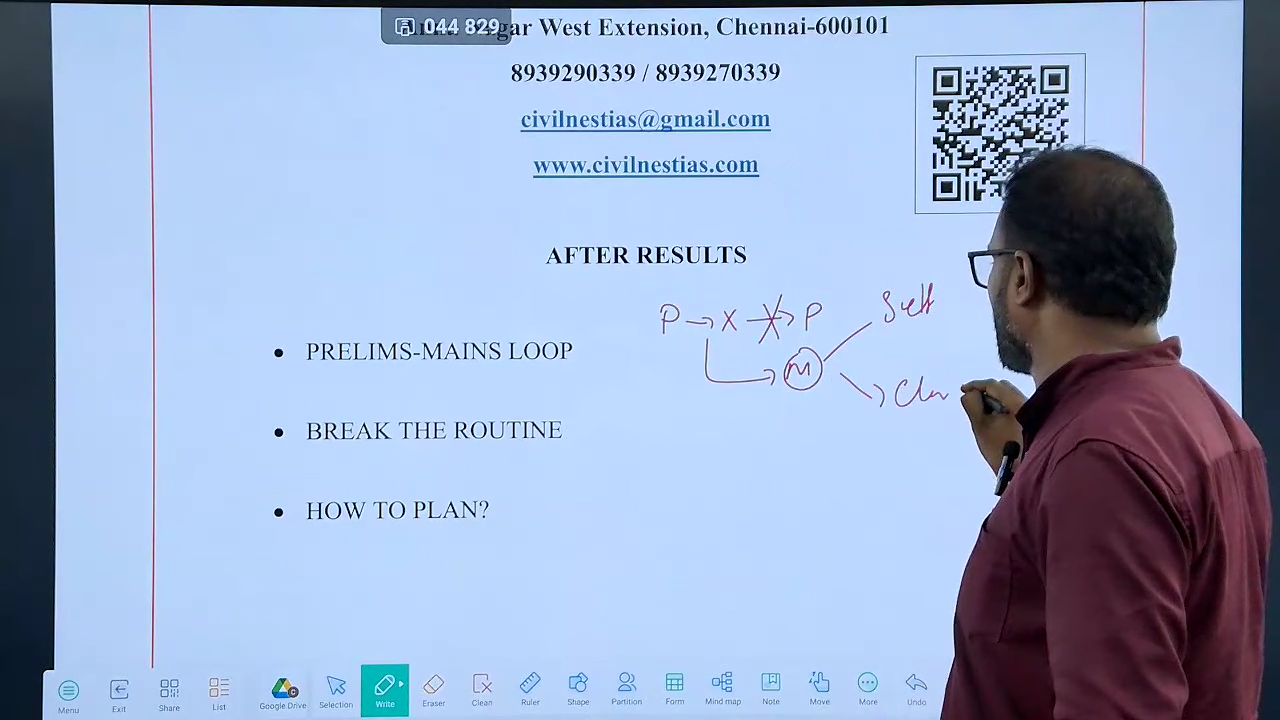 044 829
gar West Extension, Chennai-600101
8939290339 / 8939270339
civilnestias@gmail.com
www.civilnestias.com
AFTER RESULTS
P → X → P
Self
M
• PRELIMS-MAINS LOOP
• BREAK THE ROUTINE
• HOW TO PLAN?
Menu
Exit
Share
List
Google Drive
Selection
Write
Eraser
Clean
Ruler
Shape
Partition
Form
Mind map
Note
Move
More
Undo